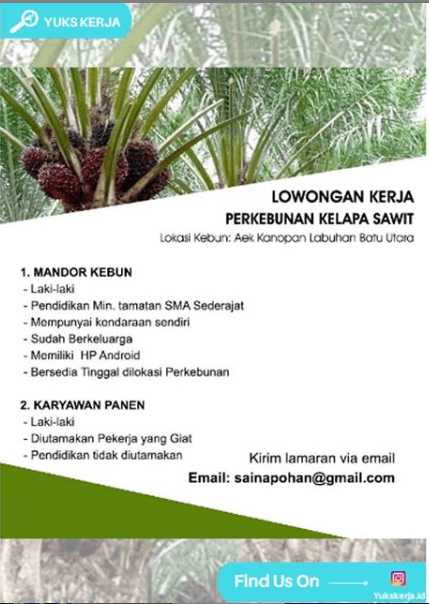 YUKS KERJA
LOWONGAN KERJA
PERKEBUNAN KELAPA SAWIT
Lokasi Kebun: Aek Kanopan Labuhan Batu Utara
1. MANDOR KEBUN
- Laki-laki
- Pendidikan Min. tamatan SMA Sederajat
- Mempunyai kendaraan sendiri
- Sudah Berkeluarga
- Memiliki HP Android
- Bersedia Tinggal dilokasi Perkebunan
2. KARYAWAN PANEN
- Laki-laki
- Diutamakan Pekerja yang Giat
- Pendidikan tidak diutamakan
Kirim lamaran via email
Email: sainapohan@gmail.com
Find Us On
Yukskerja.id